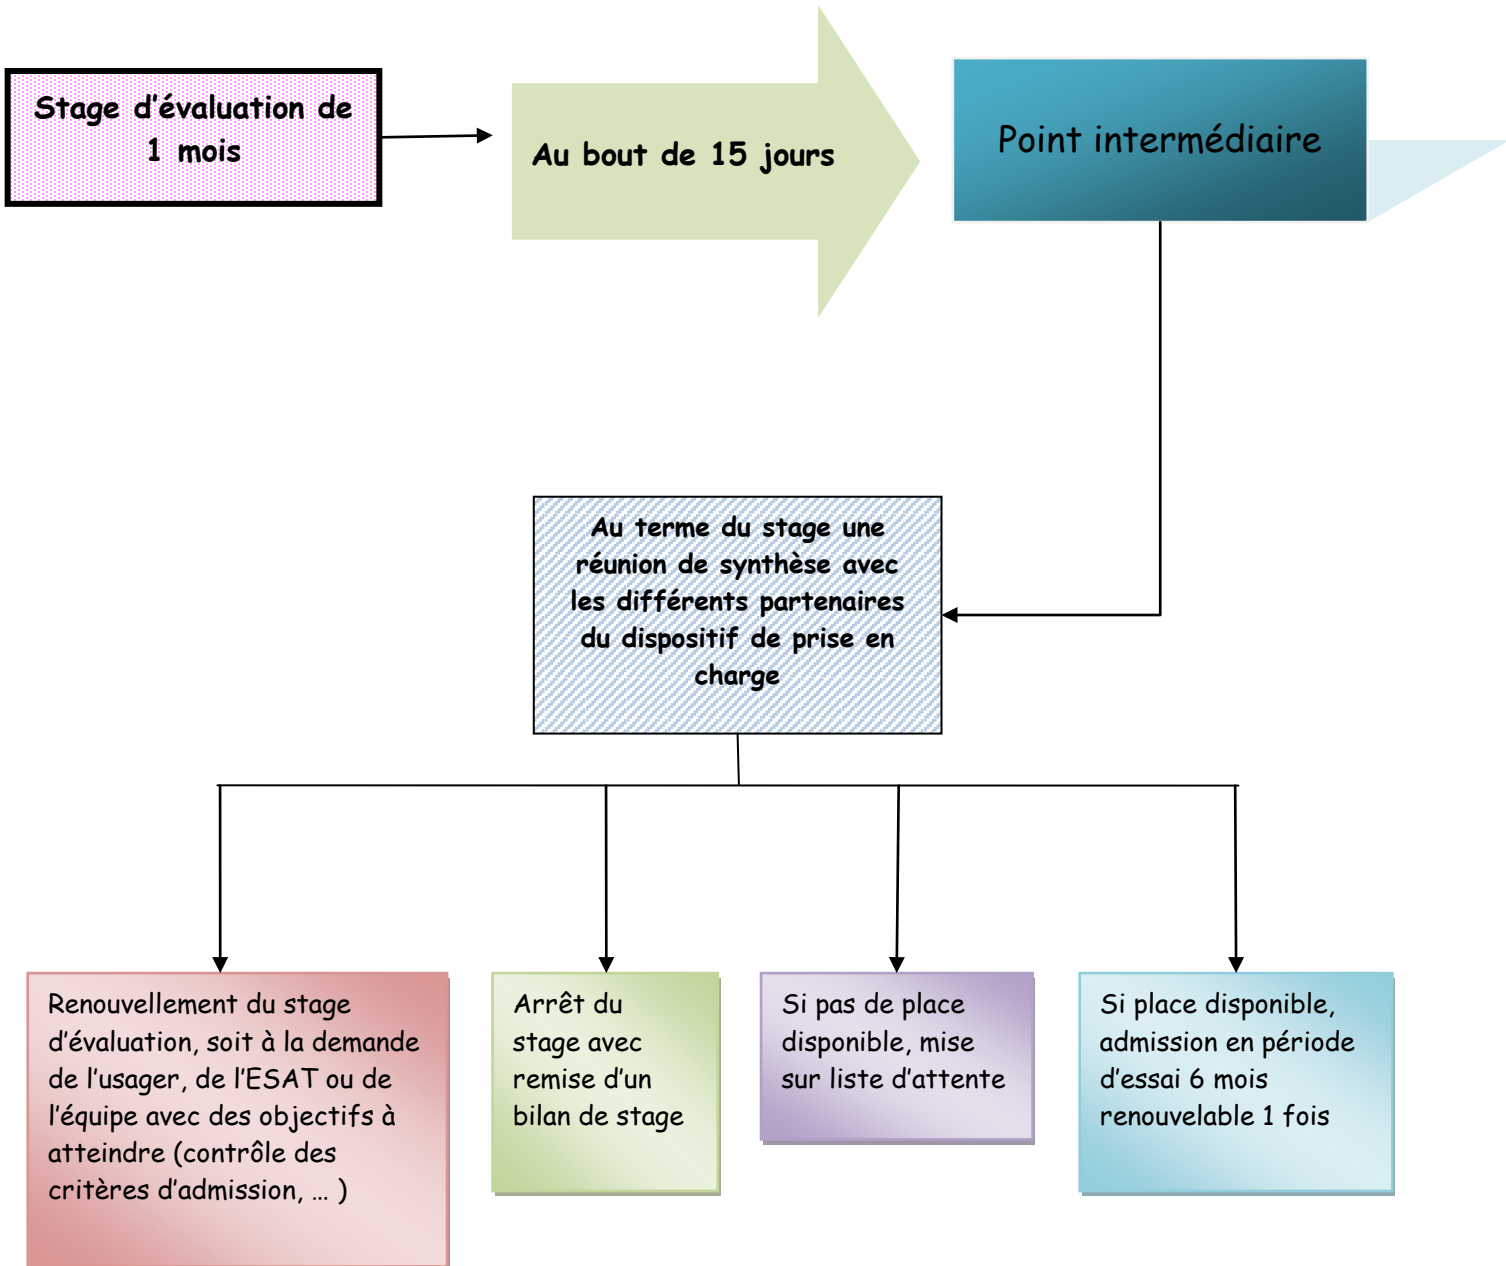 Stage d'évaluation de
1 mois
Au bout de 15 jours
Point intermédiaire
Au terme du stage une
réunion de synthèse avec
les différents partenaires
du dispositif de prise en
charge
Renouvellement du stage
d'évaluation, soit à la demande
de l'usager, de l'ESAT ou de
l'équipe avec des objectifs à
atteindre (contrôle des
critères d'admission, … )
Arrêt du
stage avec
remise d'un
bilan de stage
Si pas de place
disponible, mise
sur liste d'attente
Si place disponible,
admission en période
d'essai 6 mois
renouvelable 1 fois